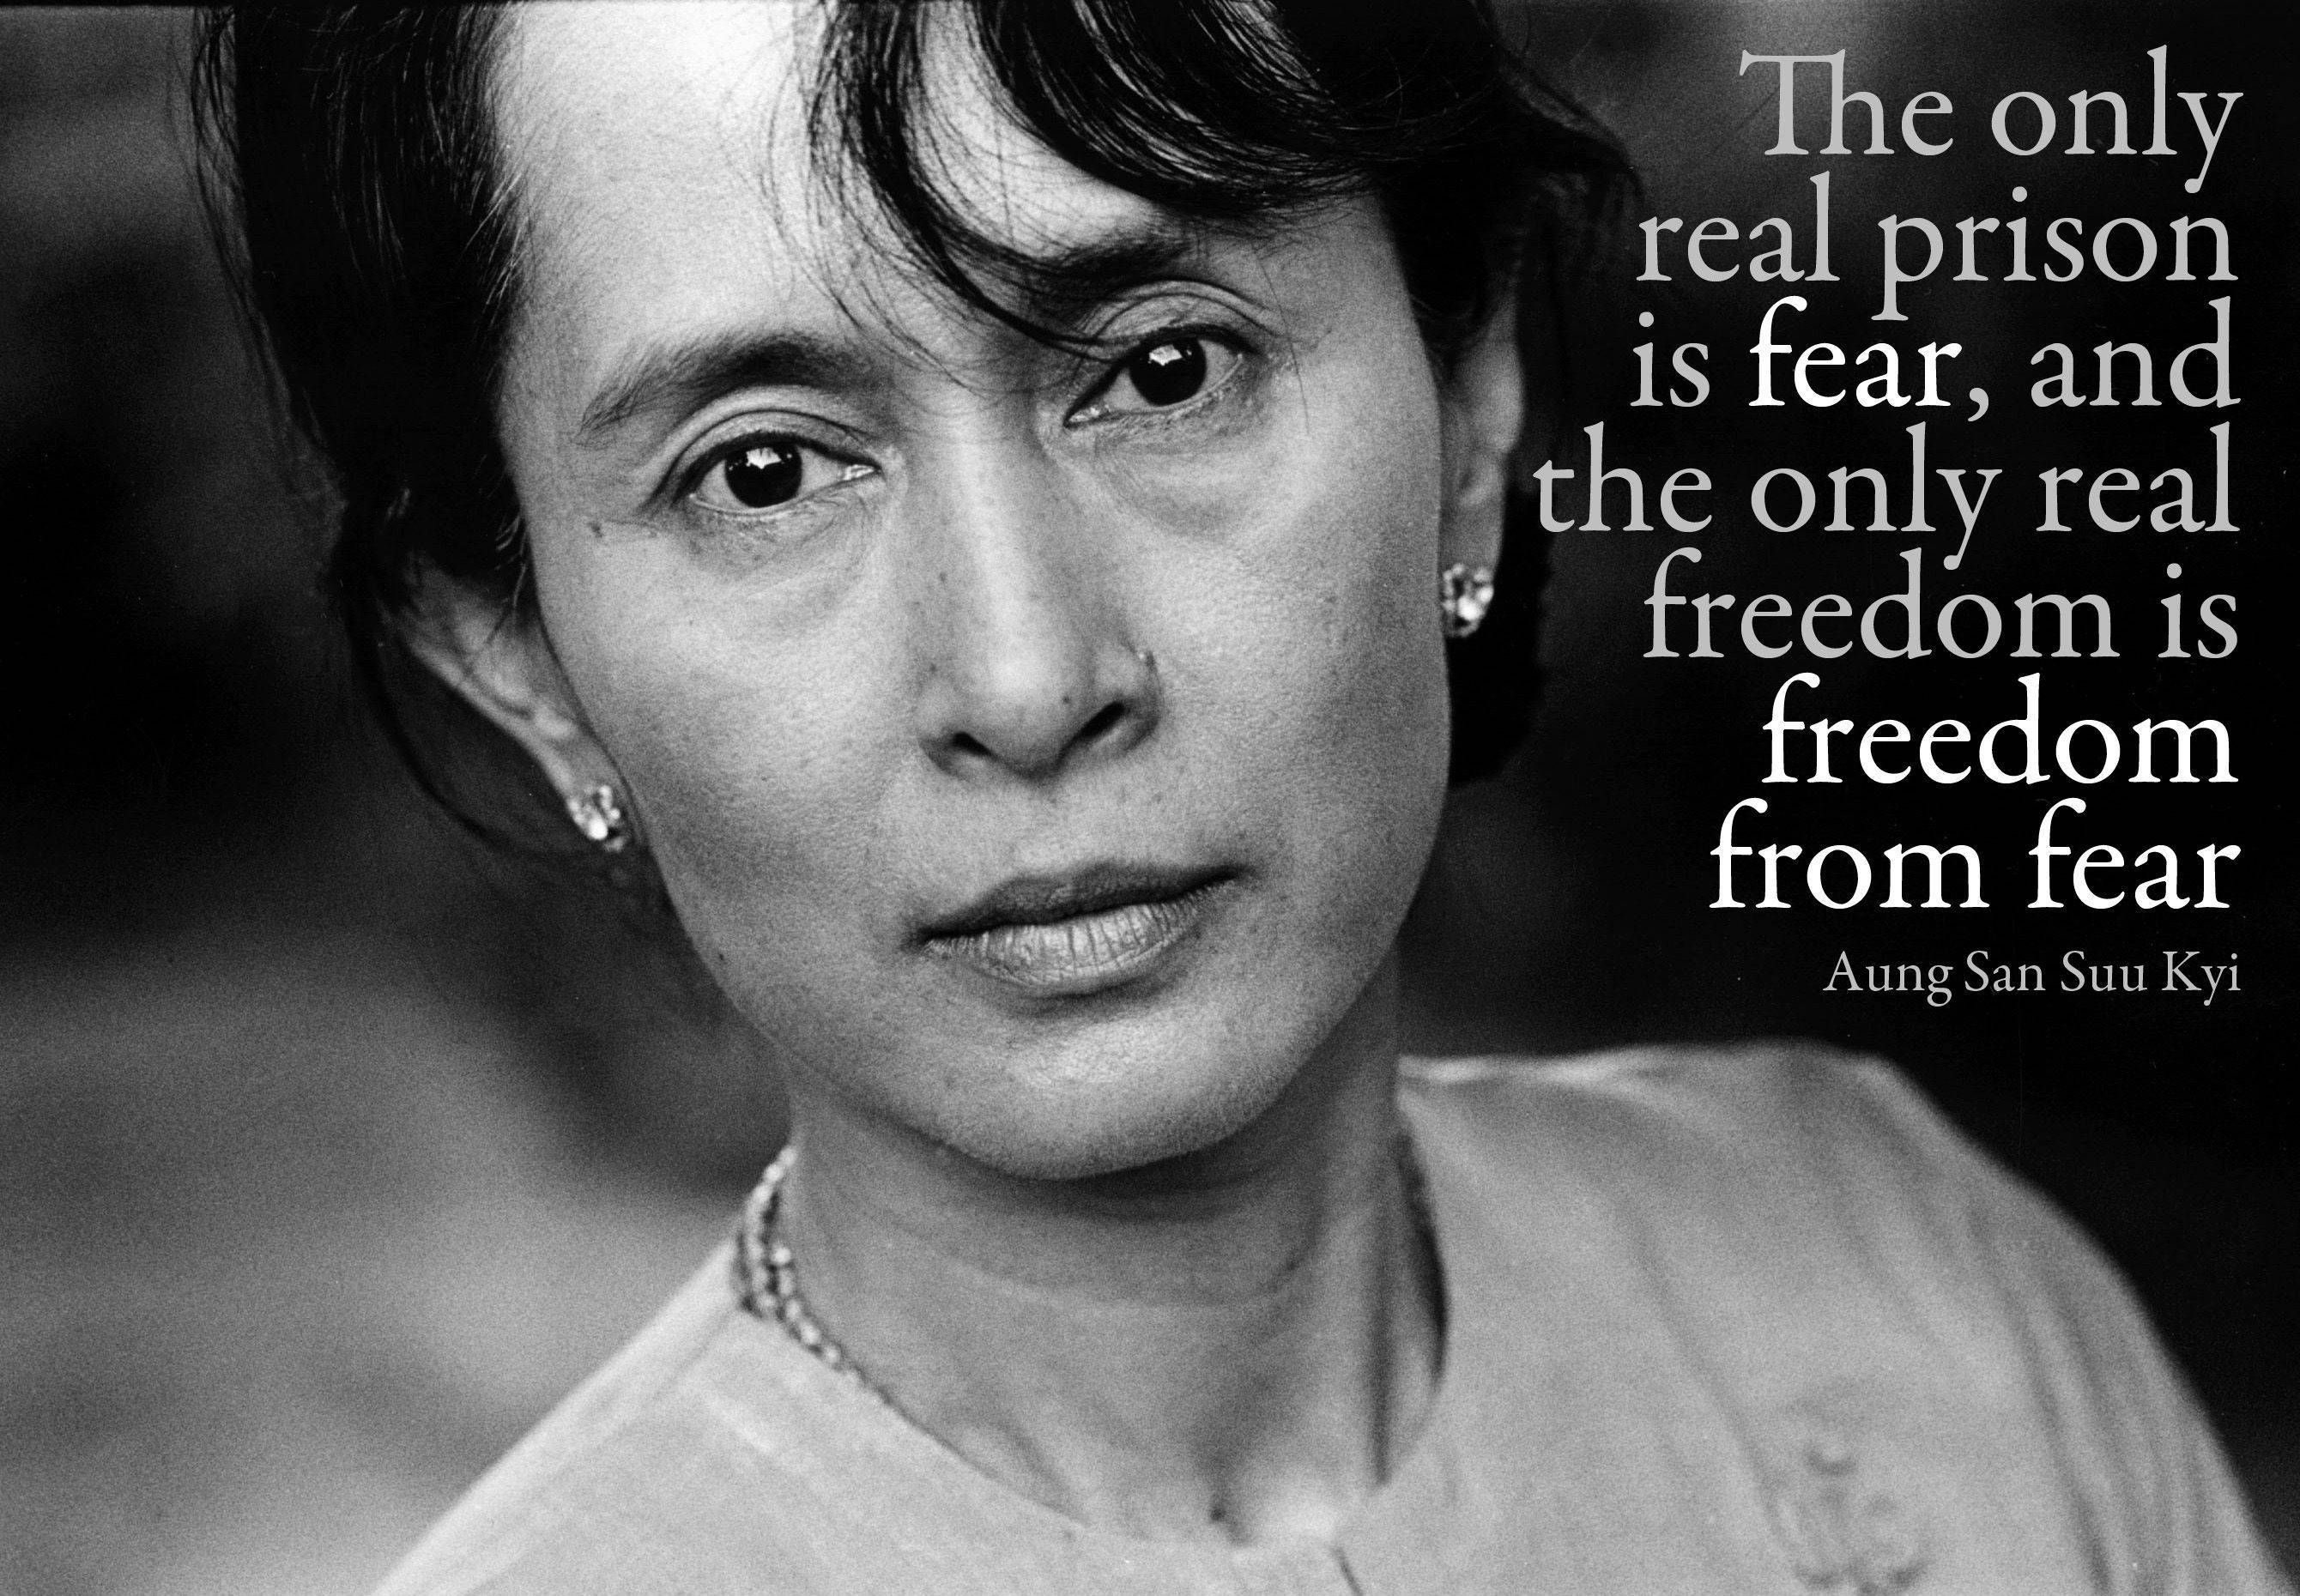 The only
real prison
is fear, and
the only real
freedom is
freedom
from fear
Aung San Suu Kyi